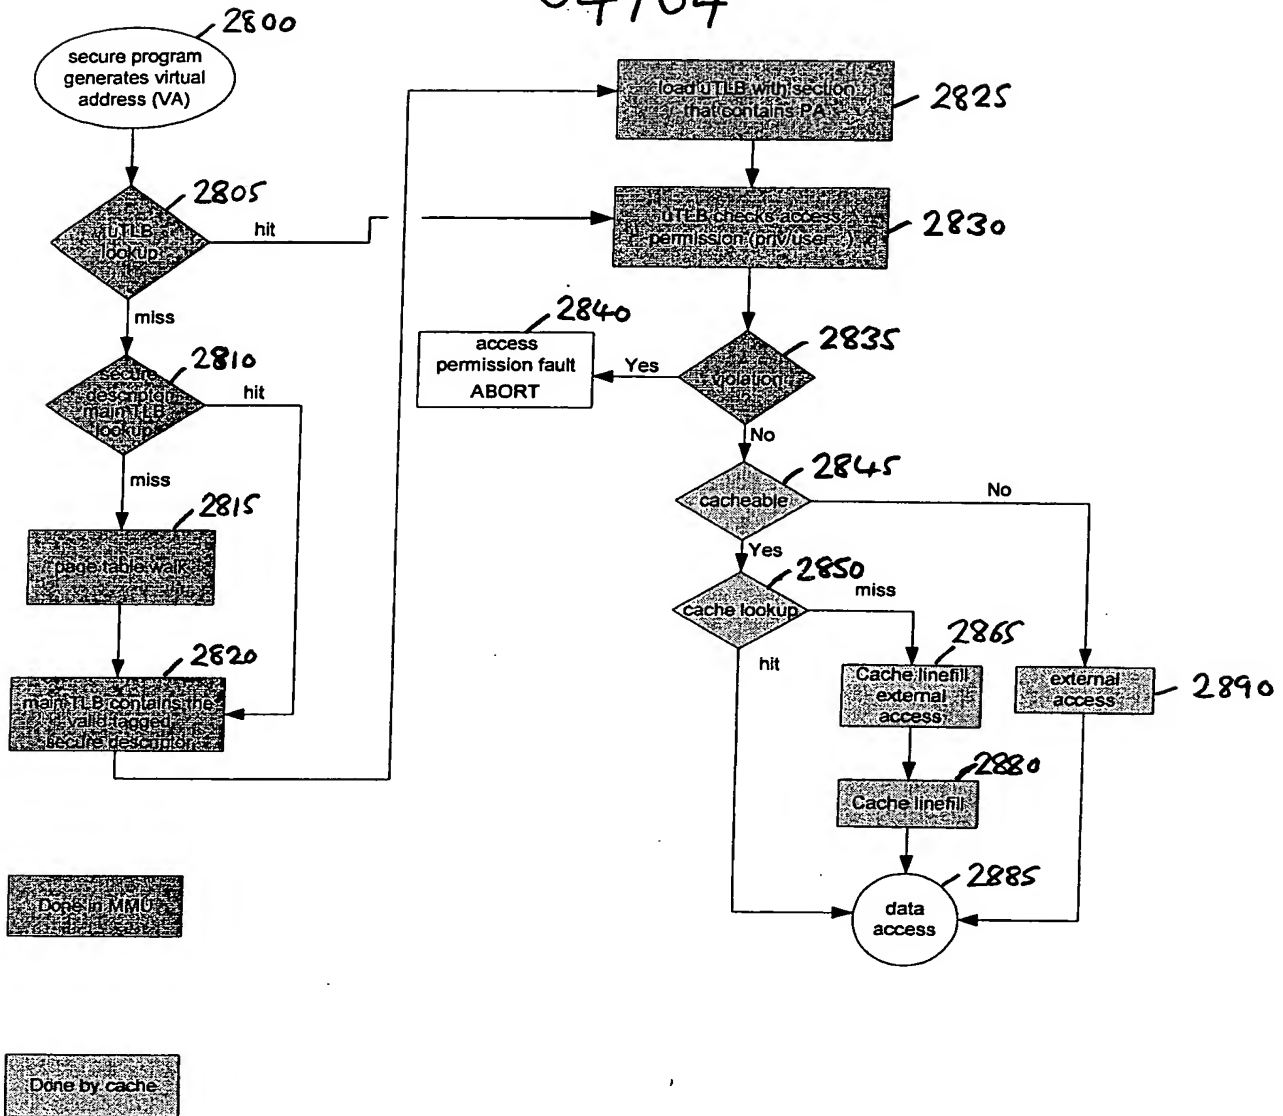 2800
secure program
generates virtual
address (VA)
2805
uTLB
lookup
hit
miss
2810
secure
descriptor
main TLB
lookup
hit
miss
2815
page table walk
2820
main TLB contains the
valid tagged
secure descriptor
load uTLB with section
that contains PA
2825
uTLB checks access
permission (priv/user
2830
2840
access
permission fault
ABORT
Yes
2835
violation
No
2845
cacheable
No
Yes
2850
cache lookup
miss
hit
2865
Cache linefill
external
access
external
access
2890
2880
Cache linefill
2885
data
access
Done in MMU
Done by cache